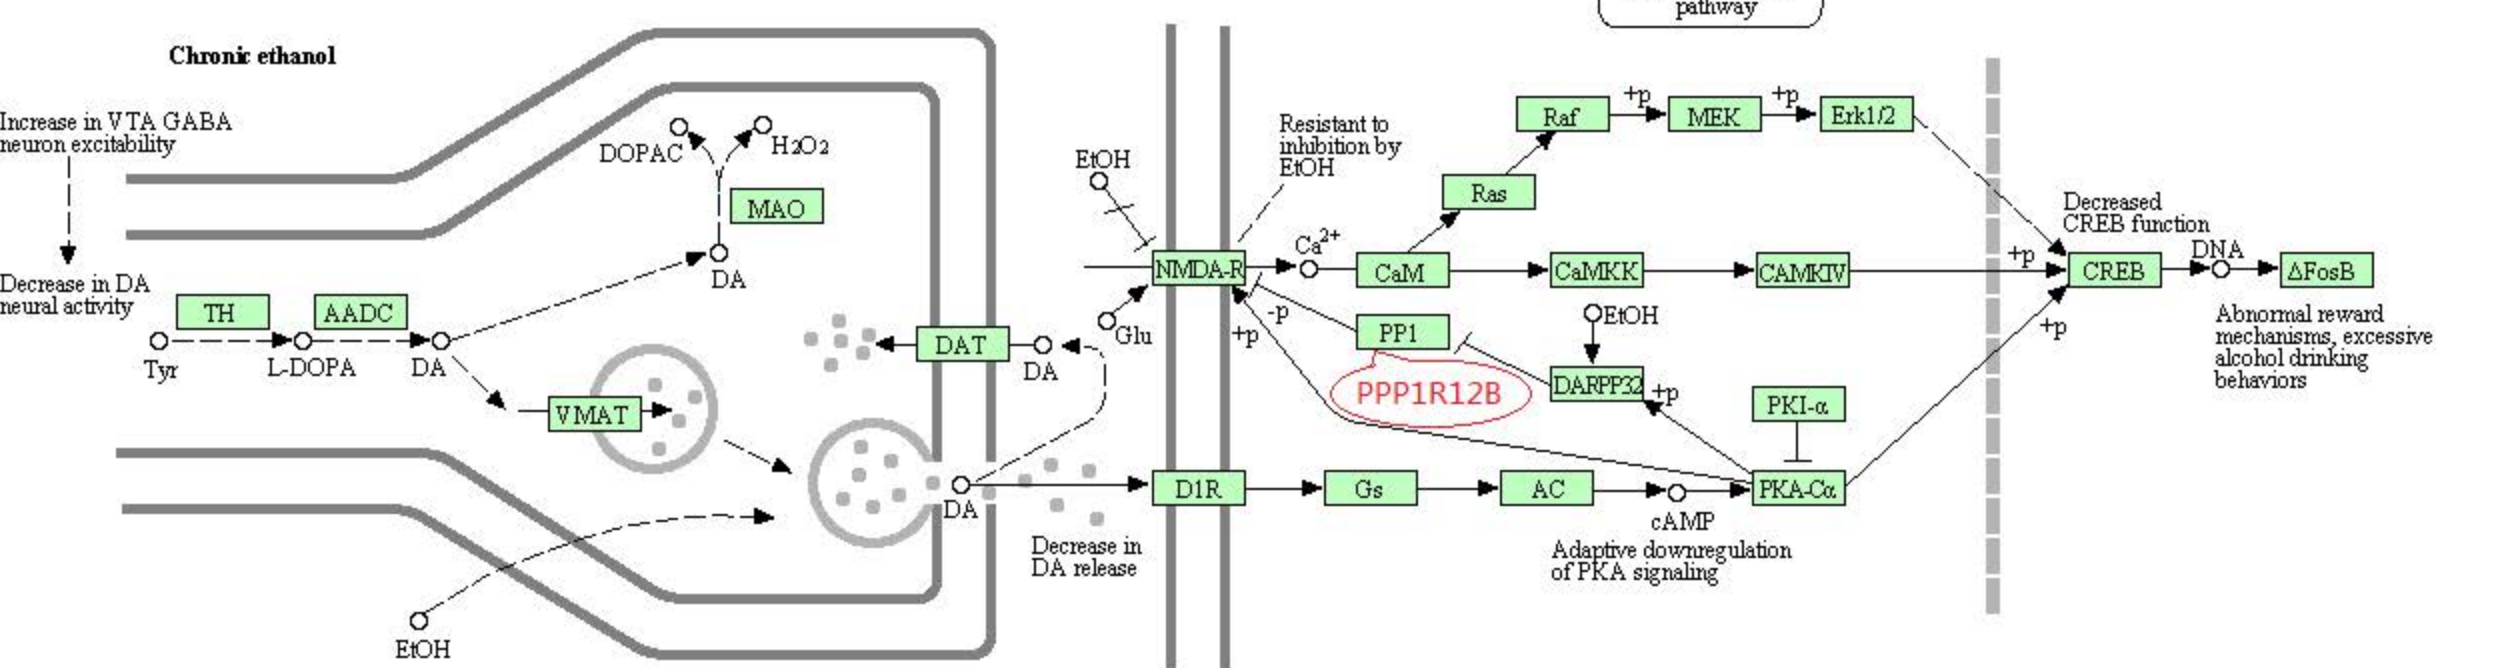 pathway
Chronic ethanol
Increase in VTA GABA
neuron excitability
Decrease in DA
neural activity
TH
AADC
Tyr
L-DOPA
DA
DOPAC
H2O2
MAO
DA
VMAT
DAT
DA
DA
EtOH
Decrease in
DA release
EtOH
Resistant to
inhibition by
EtOH
NMDA-R
Glu
Ca2+
CaM
Ras
Raf
+p
MEK
+p
Erk1/2
CaMKK
CAMKIV
+p
Decreased
CREB function
CREB
DNA
ΔFosB
Abnormal reward
mechanisms, excessive
alcohol drinking
behaviors
-p
+p
PP1
PPP1R12B
EtOH
DARPP32
+p
PKI-α
+p
D1R
Gs
AC
cAMP
PKA-Cα
Adaptive downregulation
of PKA signaling